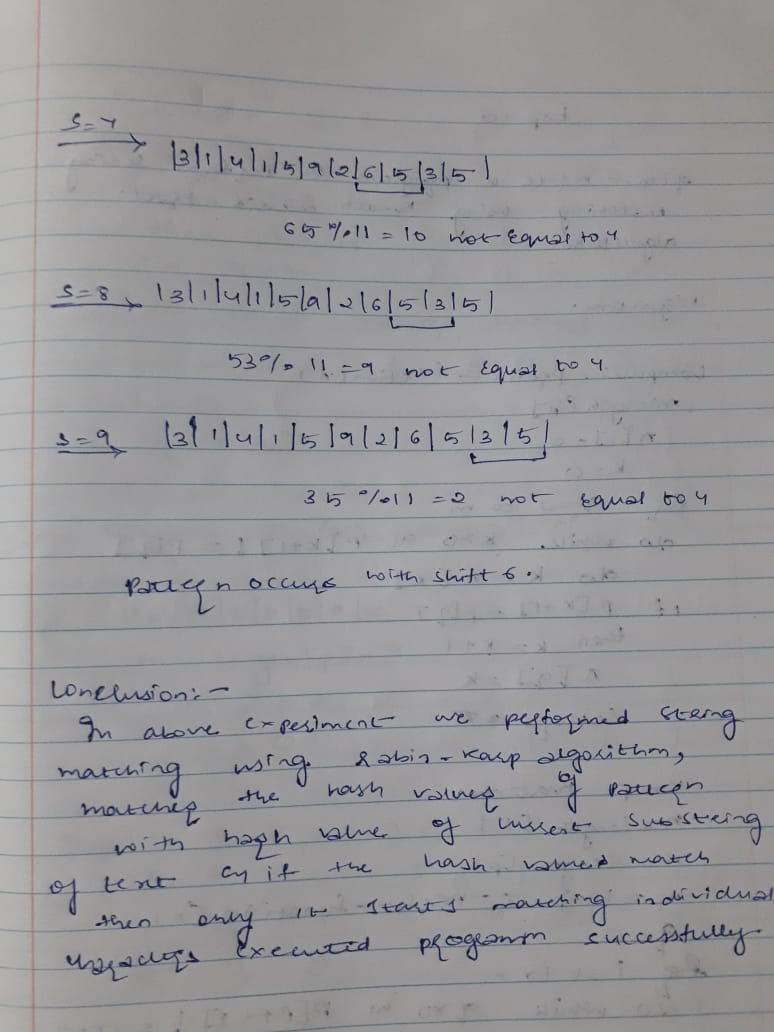 S=7
|3|1|4|1|5|9|2|6|5|3|5|
65 % 11 = 10 not Equal to 4
S=8 |3|1|4|1|5|9|2|6|5|3|5|
53 % 11 = 9 not Equal to 4
S=9 |3|1|4|1|5|9|2|6|5|3|5|
35 % 11 = 2 not Equal to 4
Pattern occurs with shift 6.
Conclusion:-
In above experiment we performed string
matching using Rabin-Karp algorithm,
the hash values of pattern
with hash value of current substring
of text if the hash values match
then only it starts matching individual
characters Executed programm successfully